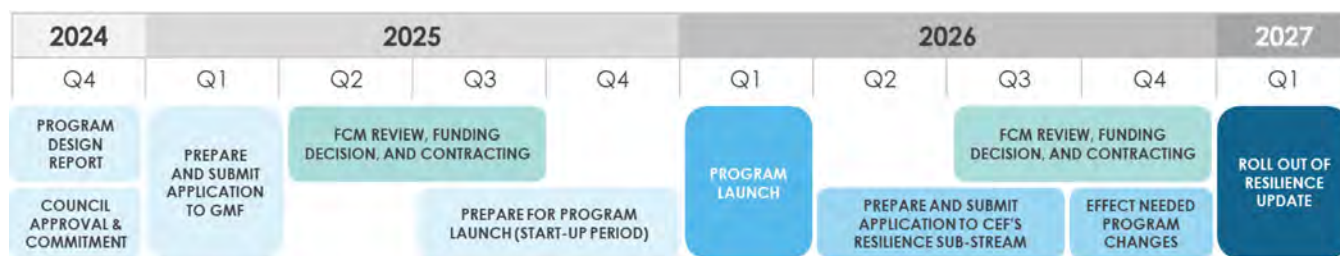 2024 2025 2026 2027
Q4 Q1 Q2 Q3 Q4 Q1 Q2 Q3 Q4 Q1
PROGRAM
DESIGN
REPORT
COUNCIL
APPROVAL &
COMMITMENT
PREPARE
AND SUBMIT
APPLICATION
TO GMF
FCM REVIEW, FUNDING
DECISION, AND CONTRACTING
PREPARE FOR PROGRAM
LAUNCH (START-UP PERIOD)
PROGRAM
LAUNCH
FCM REVIEW, FUNDING
DECISION, AND CONTRACTING
PREPARE AND SUBMIT
APPLICATION TO CEF'S
RESILIENCE SUB-STREAM
EFFECT NEEDED
PROGRAM
CHANGES
ROLL OUT OF
RESILIENCE
UPDATE